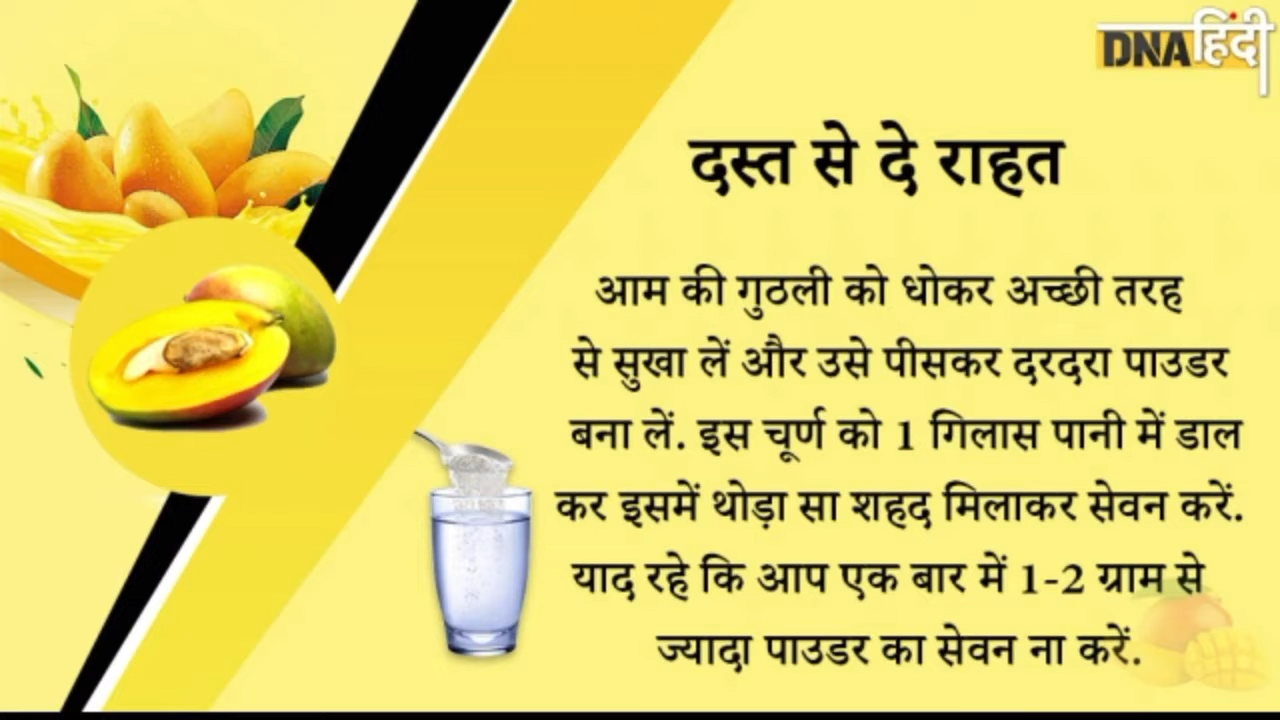 DNA हिंदी
दस्त से दे राहत
आम की गुठली को धोकर अच्छी तरह
से सुखा लें और उसे पीसकर दरदरा पाउडर
बना लें. इस चूर्ण को 1 गिलास पानी में डाल
कर इसमें थोड़ा सा शहद मिलाकर सेवन करें.
याद रहे कि आप एक बार में 1-2 ग्राम से
ज्यादा पाउडर का सेवन ना करें.